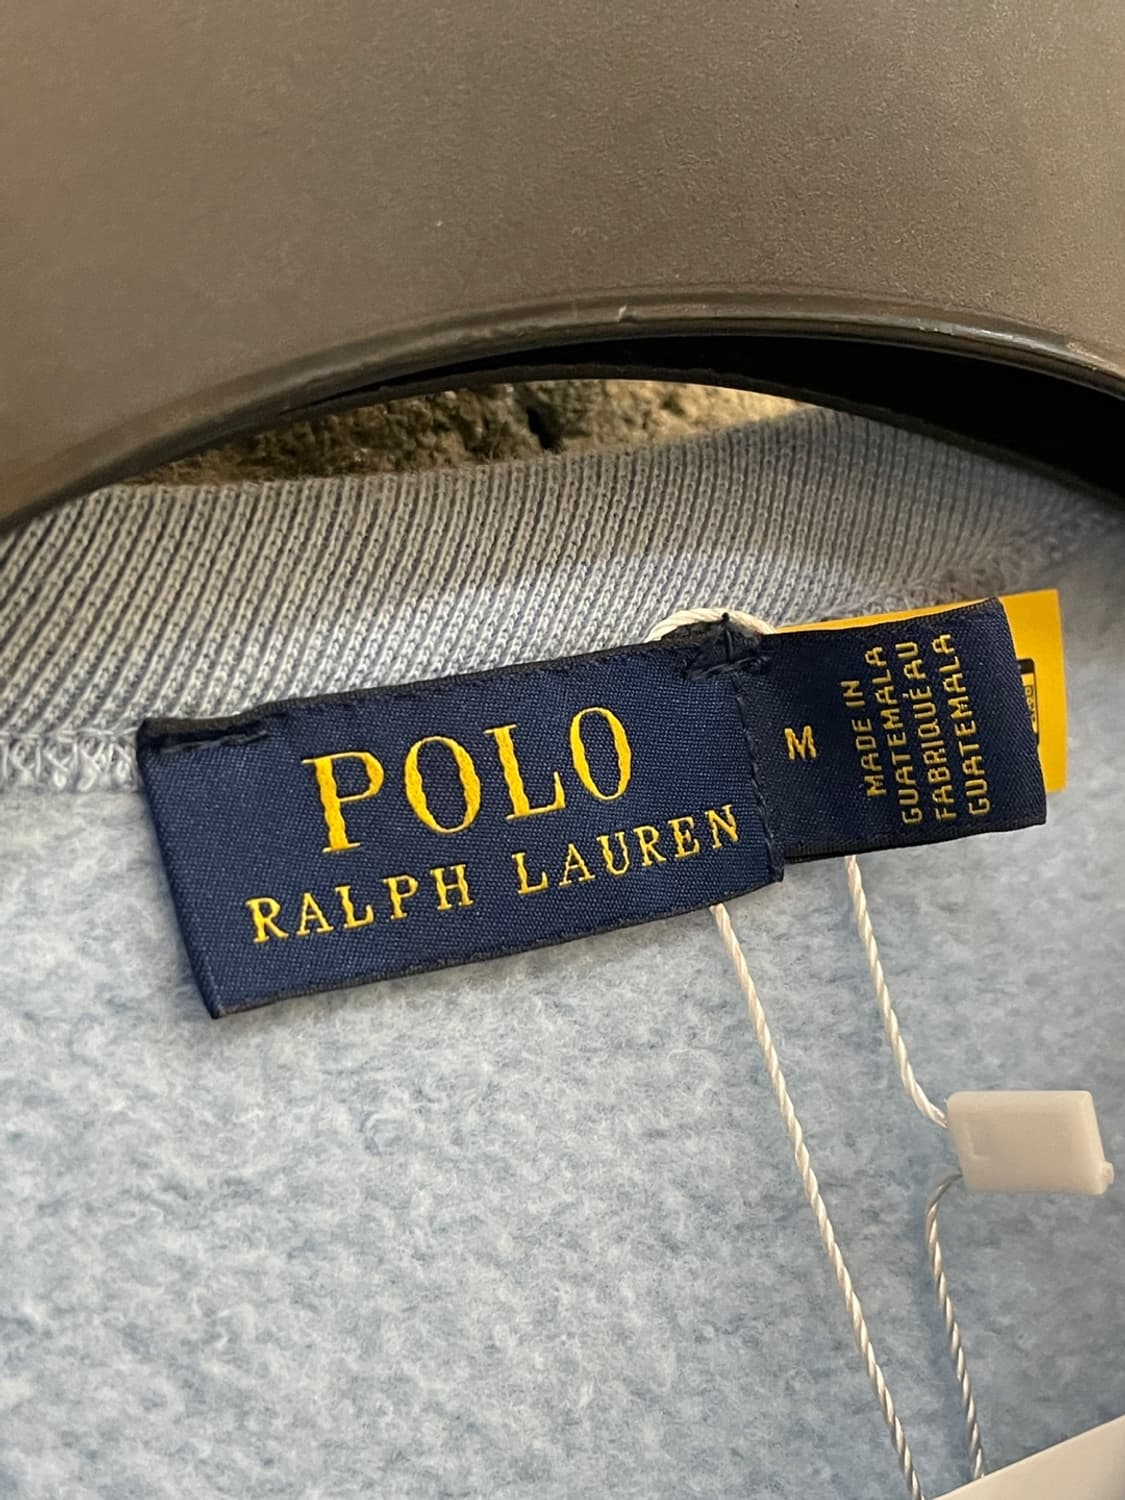 POLO
RALPH LAUREN
M
MADE IN
GUATEMALA
FABRIQUÉ AU
GUATEMALA